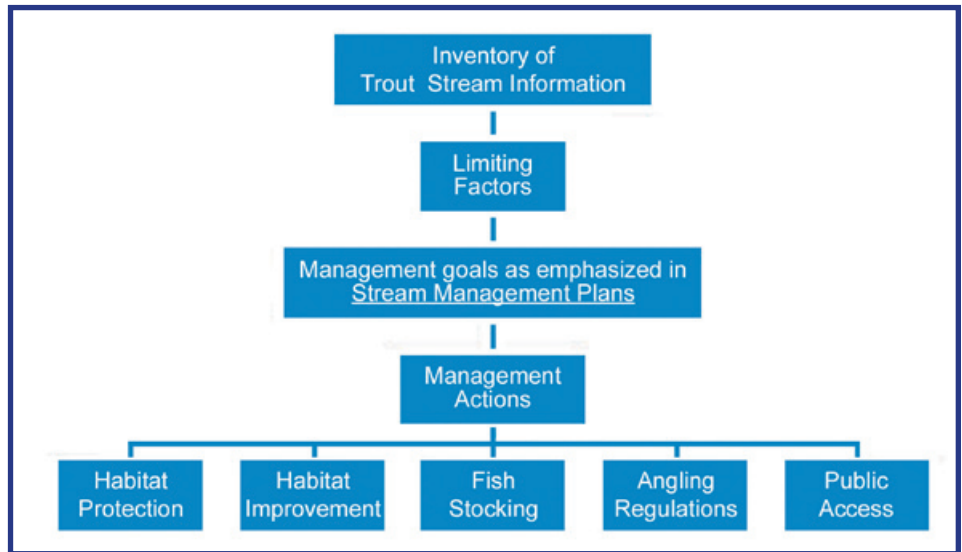 Inventory of
Trout Stream Information
Limiting
Factors
Management goals as emphasized in
Stream Management Plans
Management
Actions
Habitat
Protection
Habitat
Improvement
Fish
Stocking
Angling
Regulations
Public
Access